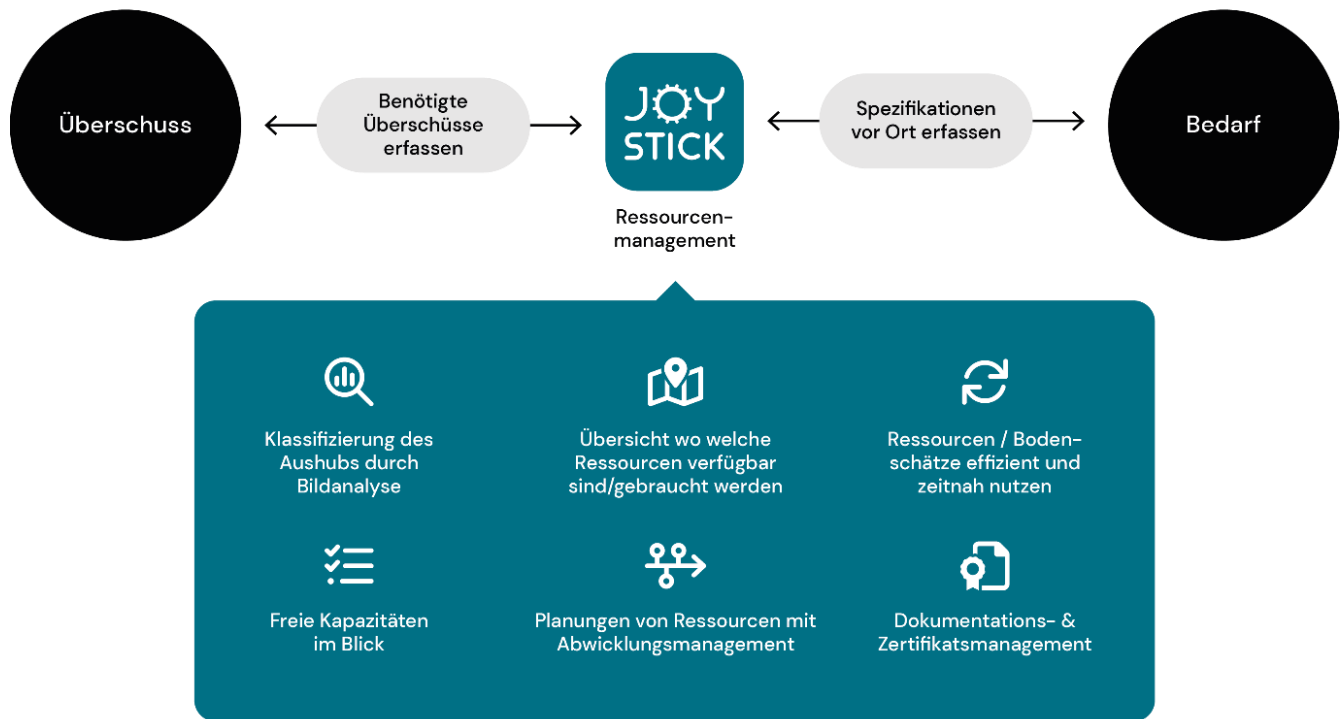 Überschuss
Benötigte
Überschüsse
erfassen
JOY
STICK
Ressourcen-
management
Spezifikationen
vor Ort erfassen
Bedarf
Klassifizierung des
Aushubs durch
Bildanalyse
Übersicht wo welche
Ressourcen verfügbar
sind/gebraucht werden
Ressourcen / Boden-
schätze effizient und
zeitnah nutzen
Freie Kapazitäten
im Blick
Planungen von Ressourcen mit
Abwicklungsmanagement
Dokumentations- &
Zertifikatsmanagement